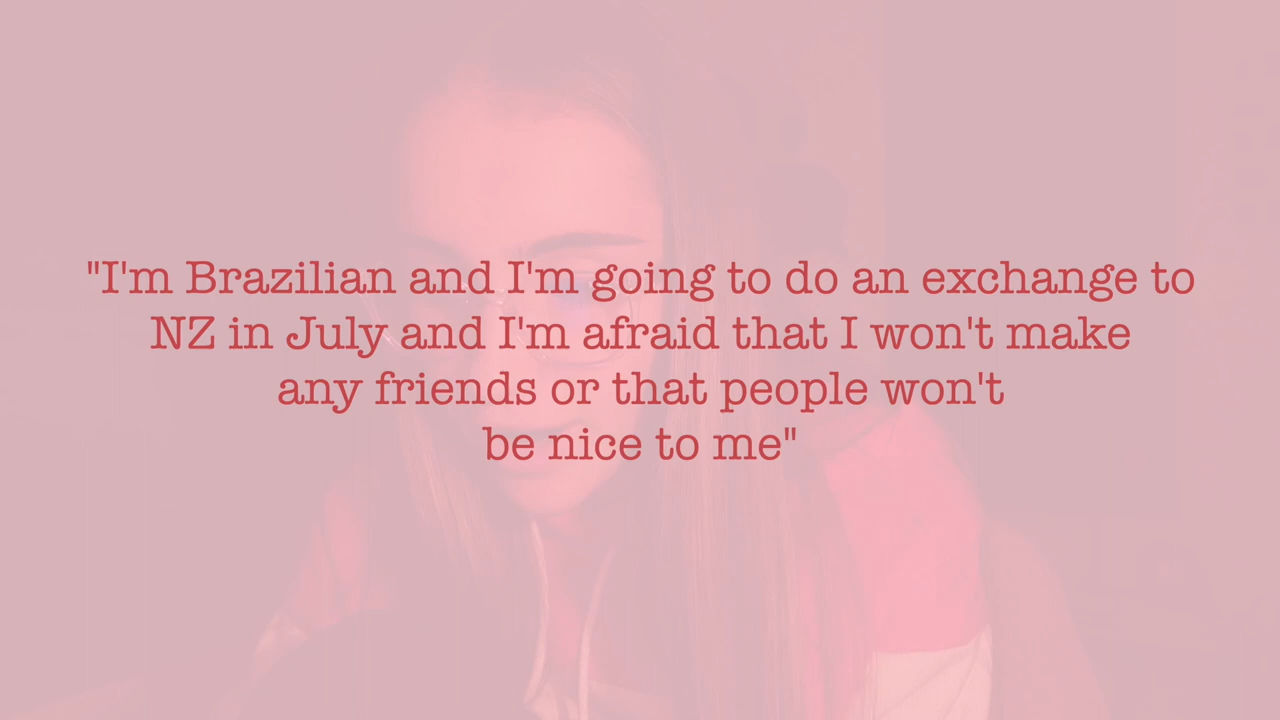 "I'm Brazilian and I'm going to do an exchange to
NZ in July and I'm afraid that I won't make
any friends or that people won't
be nice to me"